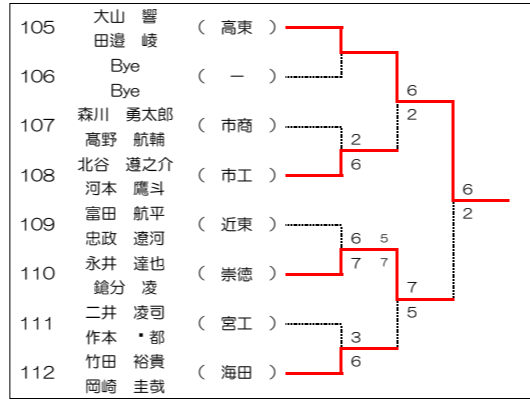 105 大山　響 田邉　崚 （ 高東 ）
106 Bye Bye （ － ）
107 森川　勇太郎 髙野　航輔 （ 市商 ）
108 北谷　遵之介 河本　鷹斗 （ 市工 ）
109 富田　航平 忠政　遼河 （ 近東 ）
110 永井　達也 鎗分　凌 （ 崇徳 ）
111 二井　凌司 作本　・都 （ 宮工 ）
112 竹田　裕貴 岡崎　圭哉 （ 海田 ）
2
6
6 5
7 7
3
6
6
2
7
5
6
2